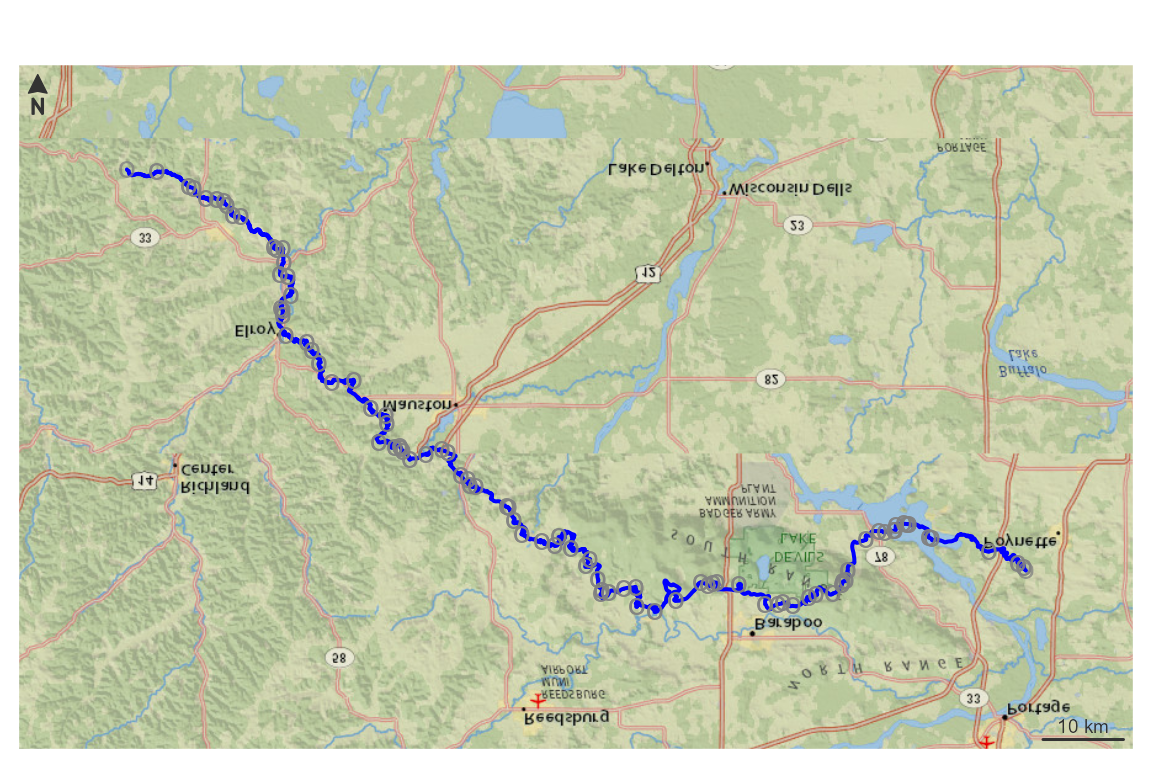 N
PORTAGE
Lake Delton
Wisconsin Dells
33
23
12
Elroy
Lake
Buffalo
82
Mauston
Center
Richland
14
PLANT
AMMUNITION
BADGER ARMY
SOUTH RANGE
LAKE
DEVILS
Poynette
78
Baraboo
58
NORTH RANGE
AIRPORT
MUNI
REEDSBURG
Reedsburg
33
Portage
10 km